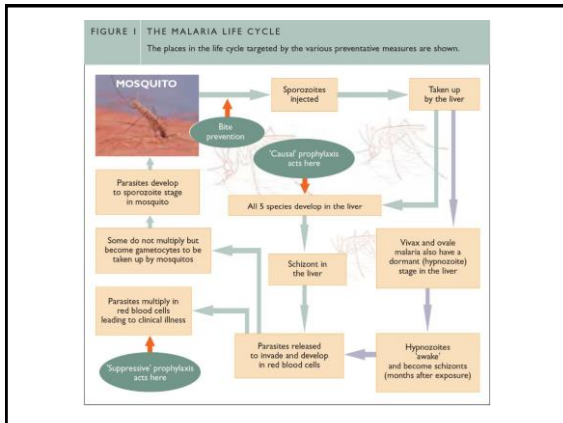 FIGURE I THE MALARIA LIFE CYCLE
The places in the life cycle targeted by the various preventative measures are shown.
MOSQUITO
Sporozoites
injected
Taken up
by the liver
Bite
prevention
'Causal' prophylaxis
acts here
Parasites develop
to sporozoite stage
in mosquito
All 5 species develop in the liver
Some do not multiply but
become gametocytes to be
taken up by mosquitos
Schizont in
the liver
Vivax and ovale
malaria also have a
dormant (hypnozoite)
stage in the liver
Parasites multiply in
red blood cells
leading to clinical illness
Parasites released
to invade and develop
in red blood cells
Hypnozoites
'awake'
and become schizonts
(months after exposure)
'Suppressive' prophylaxis
acts here